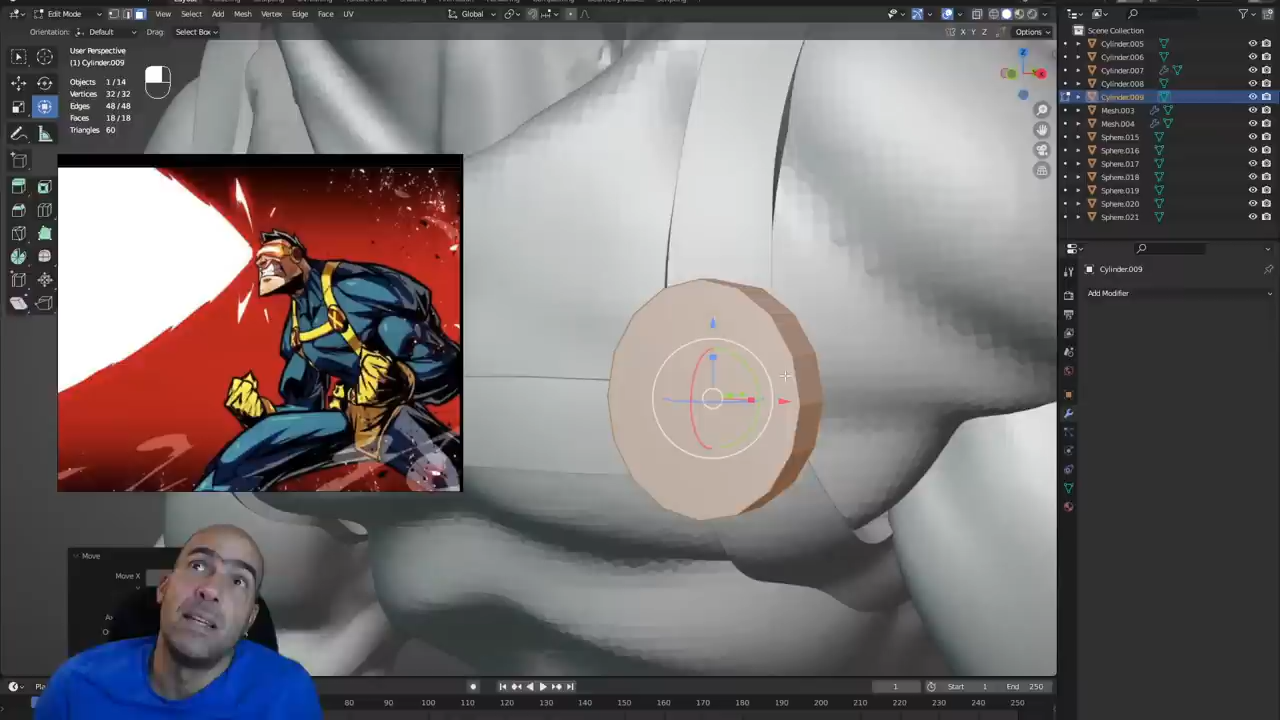 Edit Mode View Select Add Mesh Vertex Edge Face UV Global
Orientation: Default Drag: Select Box X Y Z Options
User Perspective
(1) Cylinder.009
Objects 1/14
Vertices 32/32
Edges 48/48
Faces 18/18
Triangles 60
Z
Scene Collection
Cylinder.005
Cylinder.006
Cylinder.007
Cylinder.008
Cylinder.009
Mesh.003
Mesh.004
Sphere.015
Sphere.016
Sphere.017
Sphere.018
Sphere.019
Sphere.020
Sphere.021
Cylinder.009
Add Modifier
Move
Move X
1 Start 1 End 250
80 90 100 110 120 130 140 150 160 170 180 190 200 210 220 230 240 250